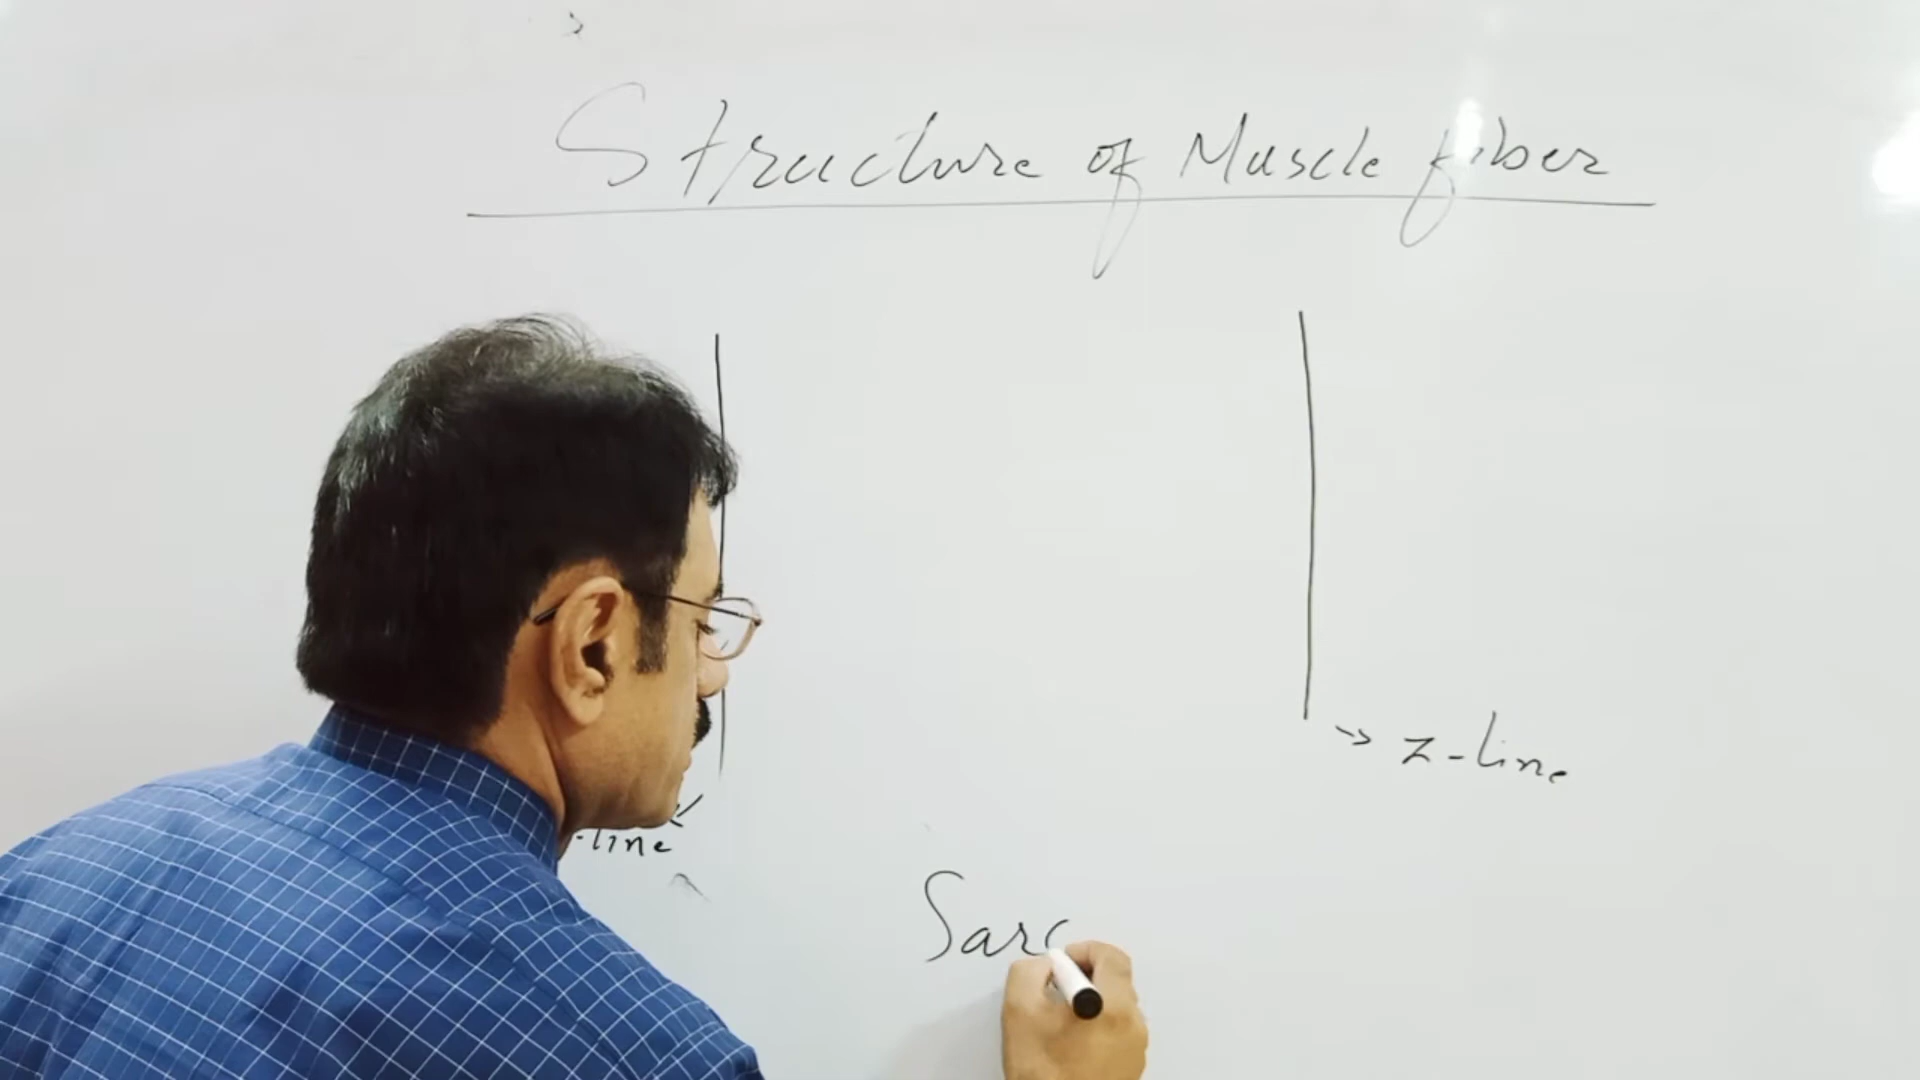 Structure of Muscle fiber
z-line
-line
Sarc